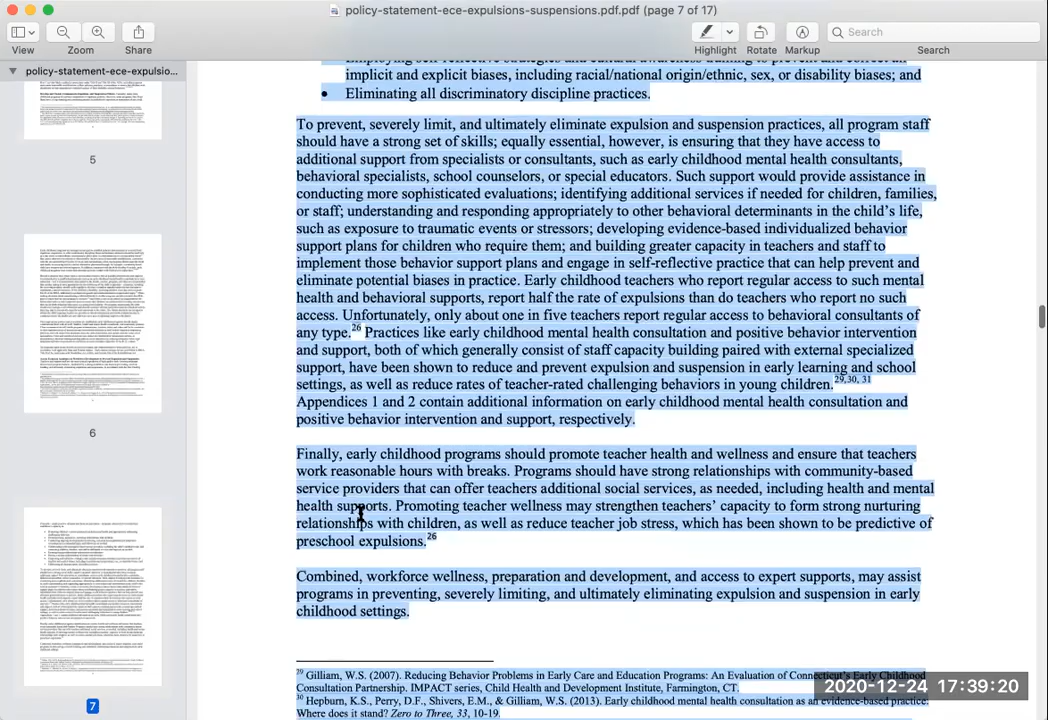 policy-statement-ece-expulsions-suspensions.pdf.pdf (page 7 of 17)
View Zoom Share Highlight Rotate Markup Search
Search
policy-statement-ece-expulsio...
5
6
7
implicit and explicit biases, including racial/national origin/ethnic, sex, or disability biases; and
• Eliminating all discriminatory discipline practices.
To prevent, severely limit, and ultimately eliminate expulsion and suspension practices, all program staff
should have a strong set of skills; equally essential, however, is ensuring that they have access to
additional support from specialists or consultants, such as early childhood mental health consultants,
behavioral specialists, school counselors, or special educators. Such support would provide assistance in
conducting more sophisticated evaluations; identifying additional services if needed for children, families,
or staff; understanding and responding appropriately to other behavioral determinants in the child's life,
such as exposure to traumatic events or stressors; developing evidence-based individualized behavior
support plans for children who require them; and building greater capacity in teachers and staff to
implement those behavior support plans and engage in self-reflective practice that can help prevent and
eliminate potential biases in practice. Early childhood teachers who report regular access to such mental
health and behavioral supports, report half the rate of expulsions than do teachers who report no such
access. Unfortunately, only about one in five teachers report regular access to behavioral consultants of
any type.26 Practices like early childhood mental health consultation and positive behavior intervention
and support, both of which generally consist of staff capacity building paired with external specialized
support, have been shown to reduce and prevent expulsion and suspension in early learning and school
settings, as well as reduce rates of teacher-rated challenging behaviors in young children.29,30, 31
Appendices 1 and 2 contain additional information on early childhood mental health consultation and
positive behavior intervention and support, respectively.
Finally, early childhood programs should promote teacher health and wellness and ensure that teachers
work reasonable hours with breaks. Programs should have strong relationships with community-based
service providers that can offer teachers additional social services, as needed, including health and mental
health supports. Promoting teacher wellness may strengthen teachers' capacity to form strong nurturing
relationships with children, as well as reduce teacher job stress, which has been shown to be predictive of
preschool expulsions.26
Combined, workforce wellness, preparation and development, and access to expert supports, may assist
programs in preventing, severely limiting, and ultimately eliminating expulsion and suspension in early
childhood settings.
29 Gilliam, W.S. (2007). Reducing Behavior Problems in Early Care and Education Programs: An Evaluation of Connecticut's Early Childhood
Consultation Partnership. IMPACT series, Child Health and Development Institute, Farmington, CT.
30 Hepburn, K.S., Perry, D.F., Shivers, E.M., & Gilliam, W.S. (2013). Early childhood mental health consultation as an evidence-based practice:
Where does it stand? Zero to Three, 33, 10-19.
2020-12-24 17:39:20